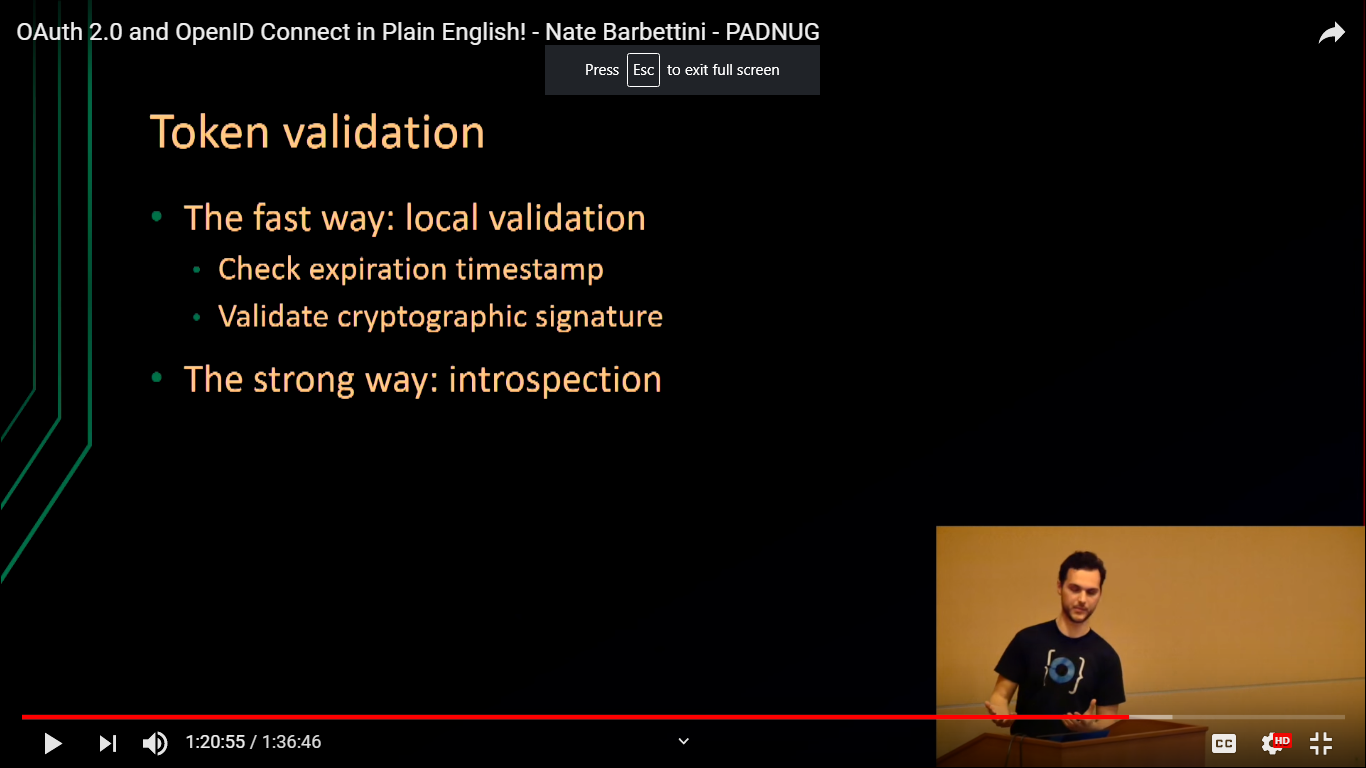 OAuth 2.0 and OpenID Connect in Plain English! - Nate Barbettini - PADNUG
Press Esc to exit full screen
Token validation
• The fast way: local validation
• Check expiration timestamp
• Validate cryptographic signature
• The strong way: introspection
{ }
1:20:55 / 1:36:46
CC
HD